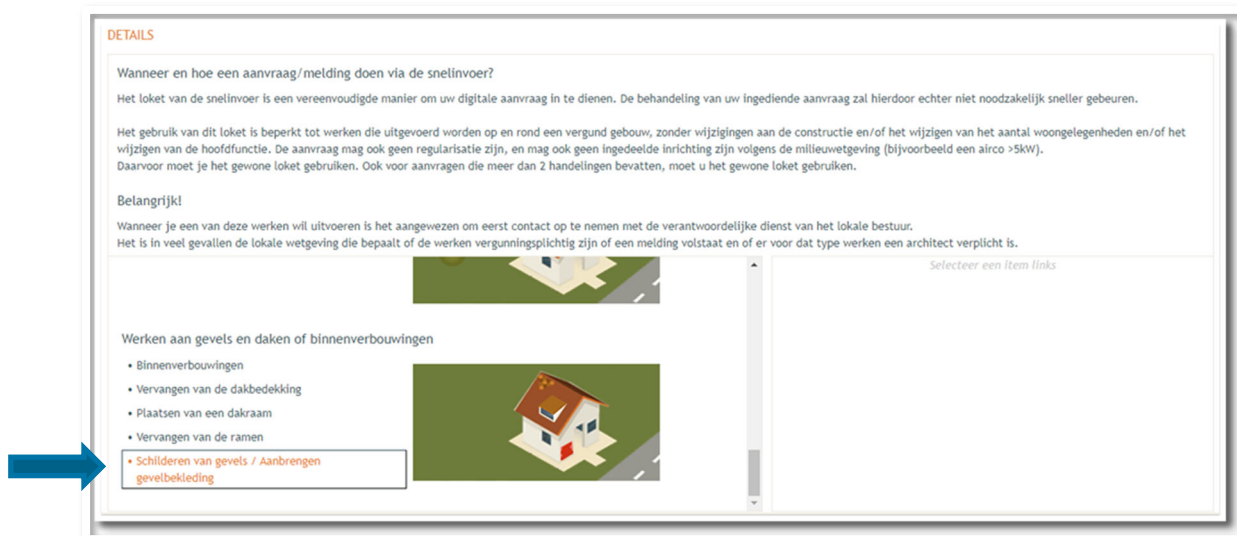 DETAILS
Wanneer en hoe een aanvraag/melding doen via de snelinvoer?
Het loket van de snelinvoer is een vereenvoudigde manier om uw digitale aanvraag in te dienen. De behandeling van uw ingediende aanvraag zal hierdoor echter niet noodzakelijk sneller gebeuren.
Het gebruik van dit loket is beperkt tot werken die uitgevoerd worden op en rond een vergund gebouw, zonder wijzigingen aan de constructie en/of het wijzigen van het aantal woongelegenheden en/of het
wijzigen van de hoofdfunctie. De aanvraag mag ook geen regularisatie zijn, en mag ook geen ingedeelde inrichting zijn volgens de milieuwetgeving (bijvoorbeeld een airco >5kW).
Daarvoor moet je het gewone loket gebruiken. Ook voor aanvragen die meer dan 2 handelingen bevatten, moet u het gewone loket gebruiken.
Belangrijk!
Wanneer je een van deze werken wil uitvoeren is het aangewezen om eerst contact op te nemen met de verantwoordelijke dienst van het lokale bestuur.
Het is in veel gevallen de lokale wetgeving die bepaalt of de werken vergunningsplichtig zijn of een melding volstaat en of er voor dat type werken een architect verplicht is.
Selecteer een item links
Werken aan gevels en daken of binnenverbouwingen
• Binnenverbouwingen
• Vervangen van de dakbedekking
• Plaatsen van een dakraam
• Vervangen van de ramen
• Schilderen van gevels / Aanbrengen
gevelbekleding